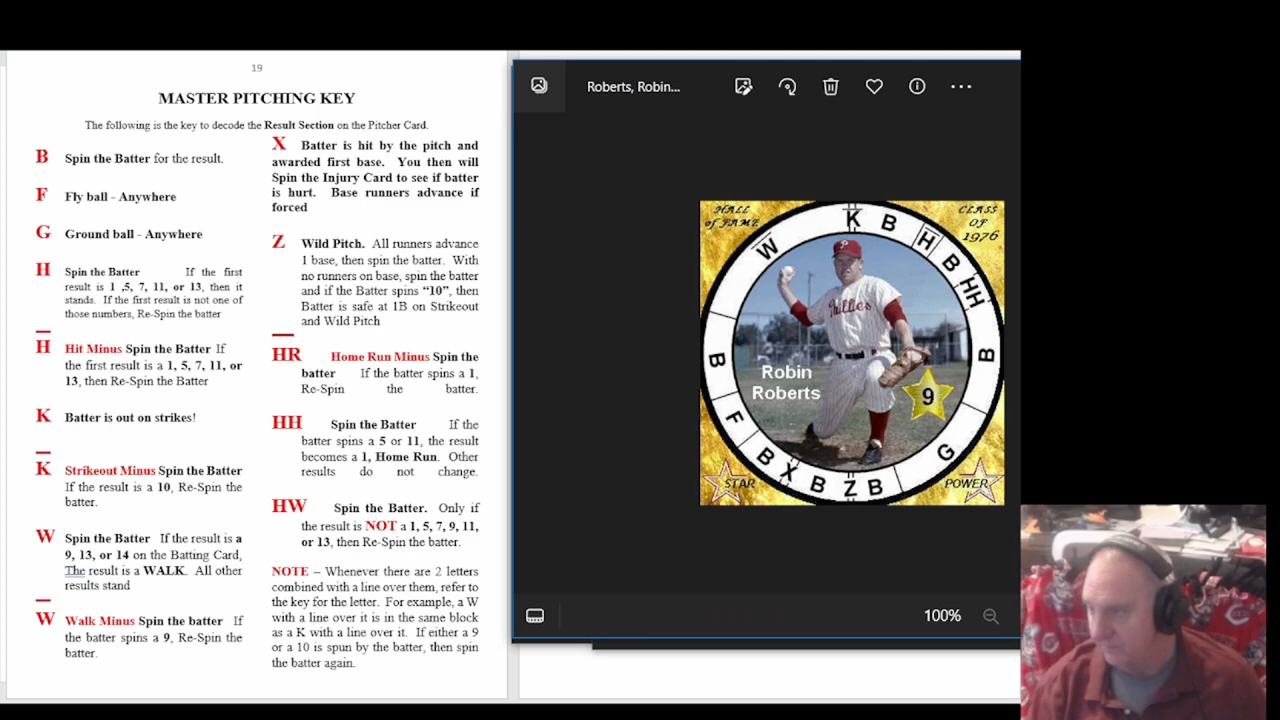 19
MASTER PITCHING KEY
The following is the key to decode the Result Section on the Pitcher Card.
B Spin the Batter for the result.
F Fly ball - Anywhere
G Ground ball - Anywhere
H Spin the Batter If the first
result is 1 ,5, 7, 11, or 13, then it
stands. If the first result is not one of
those numbers, Re-Spin the batter
H Hit Minus Spin the Batter If
the first result is a 1, 5, 7, 11, or
13, then Re-Spin the Batter
K Batter is out on strikes!
K Strikeout Minus Spin the Batter
If the result is a 10, Re-Spin the
batter.
W Spin the Batter If the result is a
9, 13, or 14 on the Batting Card,
The result is a WALK. All other
results stand
W Walk Minus Spin the batter If
the batter spins a 9, Re-Spin the
batter.
X Batter is hit by the pitch and
awarded first base. You then will
Spin the Injury Card to see if batter
is hurt. Base runners advance if
forced
Z Wild Pitch. All runners advance
1 base, then spin the batter. With
no runners on base, spin the batter
and if the Batter spins “10”, then
Batter is safe at 1B on Strikeout
and Wild Pitch
HR Home Run Minus Spin the
batter If the batter spins a 1,
Re-Spin the batter.
HH Spin the Batter If the
batter spins a 5 or 11, the result
becomes a 1, Home Run. Other
results do not change.
HW Spin the Batter. Only if
the result is NOT a 1, 5, 7, 9, 11,
or 13, then Re-Spin the batter.
NOTE – Whenever there are 2 letters
combined with a line over them, refer to
the key for the letter. For example, a W
with a line over it is in the same block
as a K with a line over it. If either a 9
or a 10 is spun by the batter, then spin
the batter again.
Roberts, Robin...
HALL
of FAME
CLASS
OF
1976
K
B
H
B
HH
B
G
B
Z
B
X
B
F
B
W
Phillies
Robin
Roberts
9
STAR
POWER
100%